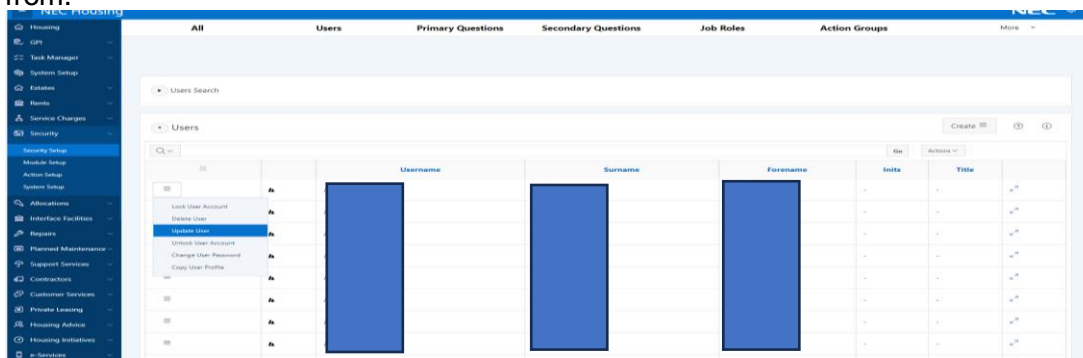 from.
NEC Housing
NEC
All Users Primary Questions Secondary Questions Job Roles Action Groups More
Housing
GPI
Task Manager
System Setup
Estates
Rents
Service Charges
Security
Security Setup
Module Setup
Action Setup
System Setup
Allocations
Interface Facilities
Repairs
Planned Maintenance
Support Services
Contractors
Customer Services
Private Leasing
Housing Advice
Housing Initiatives
e-Services
Users Search
Users
Create
Go Actions
Username Surname Forename Inits Title
Lock User Account
Delete User
Update User
Unlock User Account
Change User Password
Copy User Profile